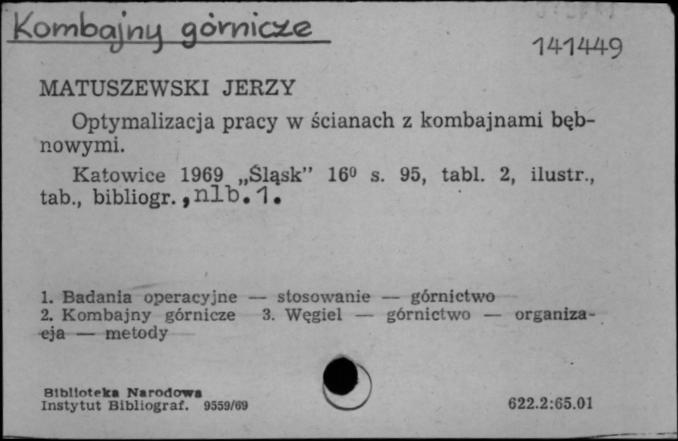 Kombajny górnicze
141449
MATUSZEWSKI JERZY
Optymalizacja pracy w ścianach z kombajnami bęb-
nowymi.
Katowice 1969 „Śląsk” 16⁰ s. 95, tabl. 2, ilustr.,
tab., bibliogr., nlb. 1.
1. Badania operacyjne — stosowanie — górnictwo
2. Kombajny górnicze 3. Węgiel — górnictwo — organiza-
cja — metody
Biblioteka Narodowa
Instytut Bibliograf. 9559/69
622.2:65.01